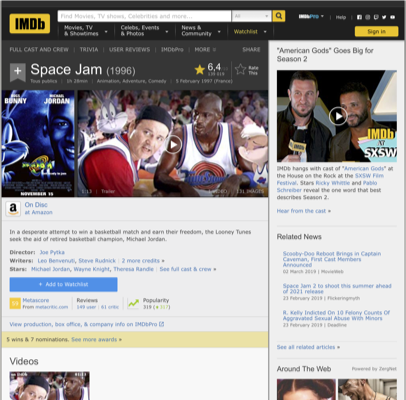 IMDb
Find Movies, TV shows, Celebrities and more...
All
IMDbPro
Help
Movies, TV
& Showtimes
Celebs, Events
& Photos
News &
Community
Watchlist
Sign in
FULL CAST AND CREW | TRIVIA | USER REVIEWS | IMDbPro | MORE
SHARE
Space Jam (1996)
6,4
Rate
This
Tous publics | 1h 28min | Animation, Adventure, Comedy | 5 February 1997 (France)
BUGS
BONNY
MICHAEL
JORDAN
SPACE JAM
Trailer
On Disc
at Amazon
In a desperate attempt to win a basketball match and earn their freedom, the Looney Tunes
seek the aid of retired basketball champion, Michael Jordan.
Director: Joe Pytka
Writers: Leo Benvenuti, Steve Rudnick | 2 more credits »
Stars: Michael Jordan, Wayne Knight, Theresa Randle | See full cast & crew »
+ Add to Watchlist
Metascore
From metacritic.com
Reviews
149 user | 61 critic
Popularity
View production, box office, & company info on IMDbPro
5 wins & 7 nominations. See more awards »
Videos
"American Gods" Goes Big for
Season 2
IMDb
at
SXSW
IMDb hangs with cast of "American Gods" at
the House on the Rock at the SXSW Film
Festival. Stars Ricky Whittle and Pablo
Schreiber reveal the one word that best
describes Season 2.
Hear from the cast »
Related News
Scooby-Doo Reboot Brings in Captain
Caveman, First Cast Members
Announced
02 March 2019 | MovieWeb
Space Jam 2 to shoot this summer ahead
of 2021 release
23 February 2019 | Flickeringmyth
R. Kelly Indicted On 10 Felony Counts Of
Aggravated Sexual Abuse With Minors
23 February 2019 | Deadline
See all related articles »
Around The Web
Powered by ZergNet